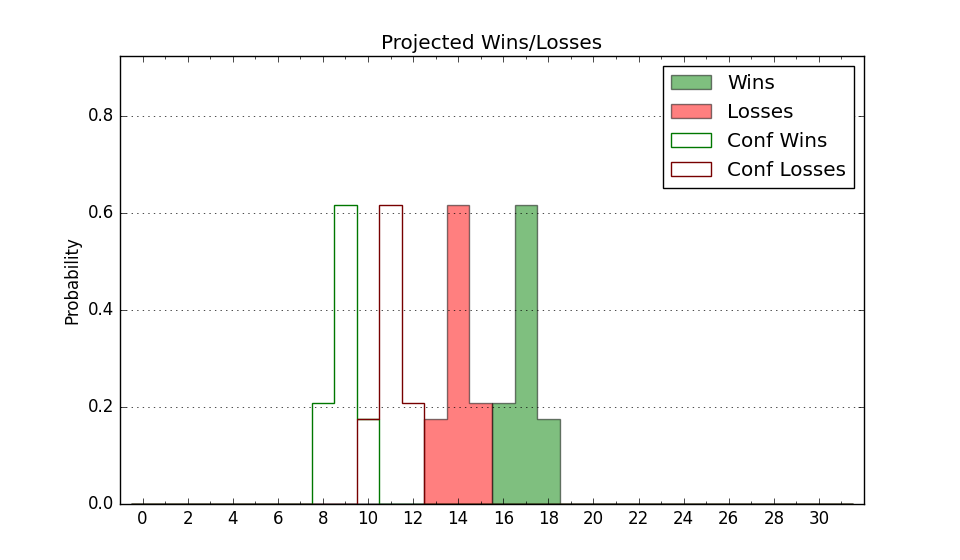 Projected Wins/Losses
Wins
Losses
Conf Wins
Conf Losses
Probability
0.8
0.6
0.4
0.2
0.0
0 2 4 6 8 10 12 14 16 18 20 22 24 26 28 30